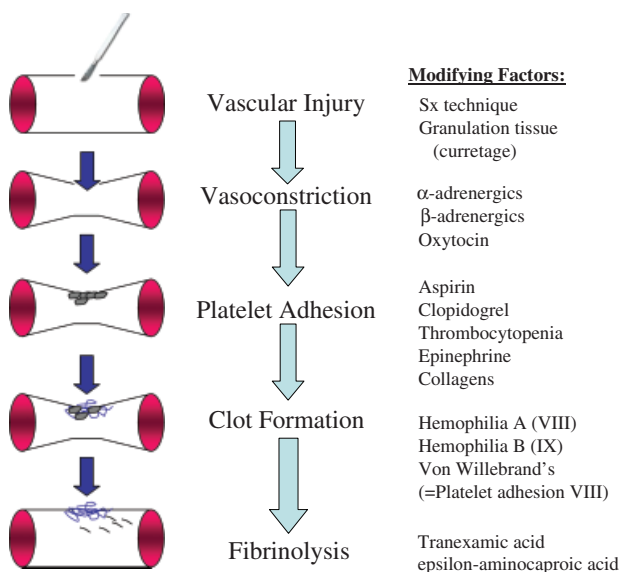 Modifying Factors:
Vascular Injury
Sx technique
Granulation tissue
(curretage)
Vasoconstriction
α-adrenergics
β-adrenergics
Oxytocin
Platelet Adhesion
Aspirin
Clopidogrel
Thrombocytopenia
Epinephrine
Collagens
Clot Formation
Hemophilia A (VIII)
Hemophilia B (IX)
Von Willebrand's
(=Platelet adhesion VIII)
Fibrinolysis
Tranexamic acid
epsilon-aminocaproic acid